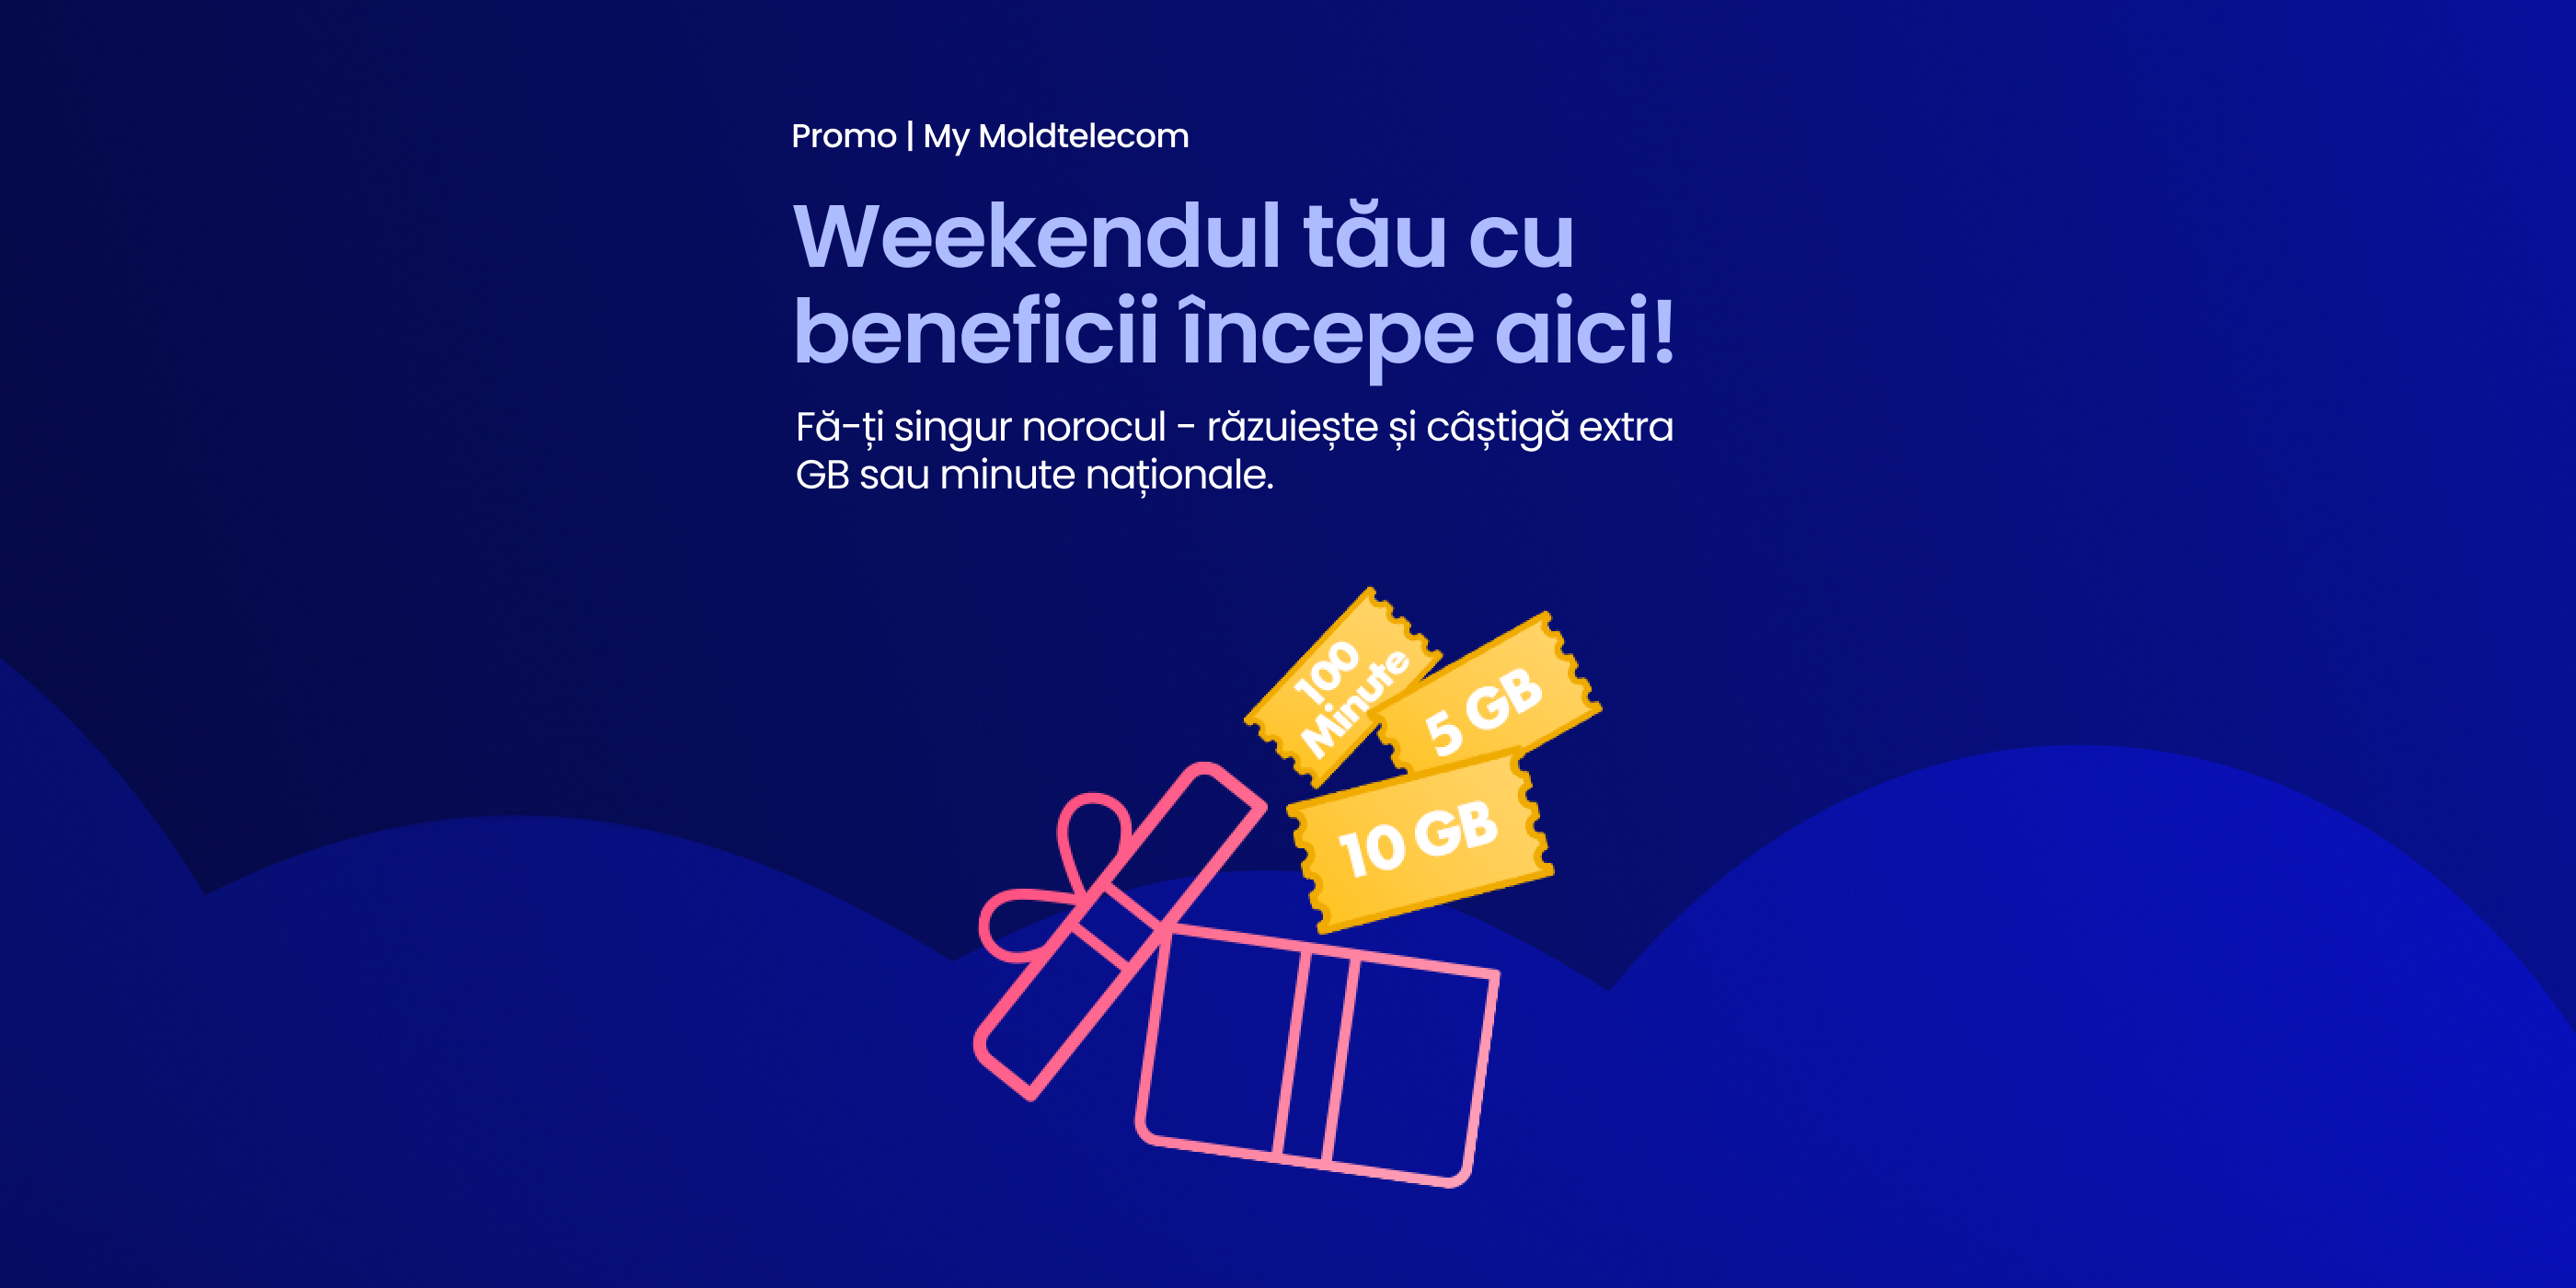 Promo | My Moldtelecom
Weekendul tău cu
beneficii începe aici!
Fă-ți singur norocul - răzuiește și câștigă extra
GB sau minute naționale.
100
Minute
5 GB
10 GB